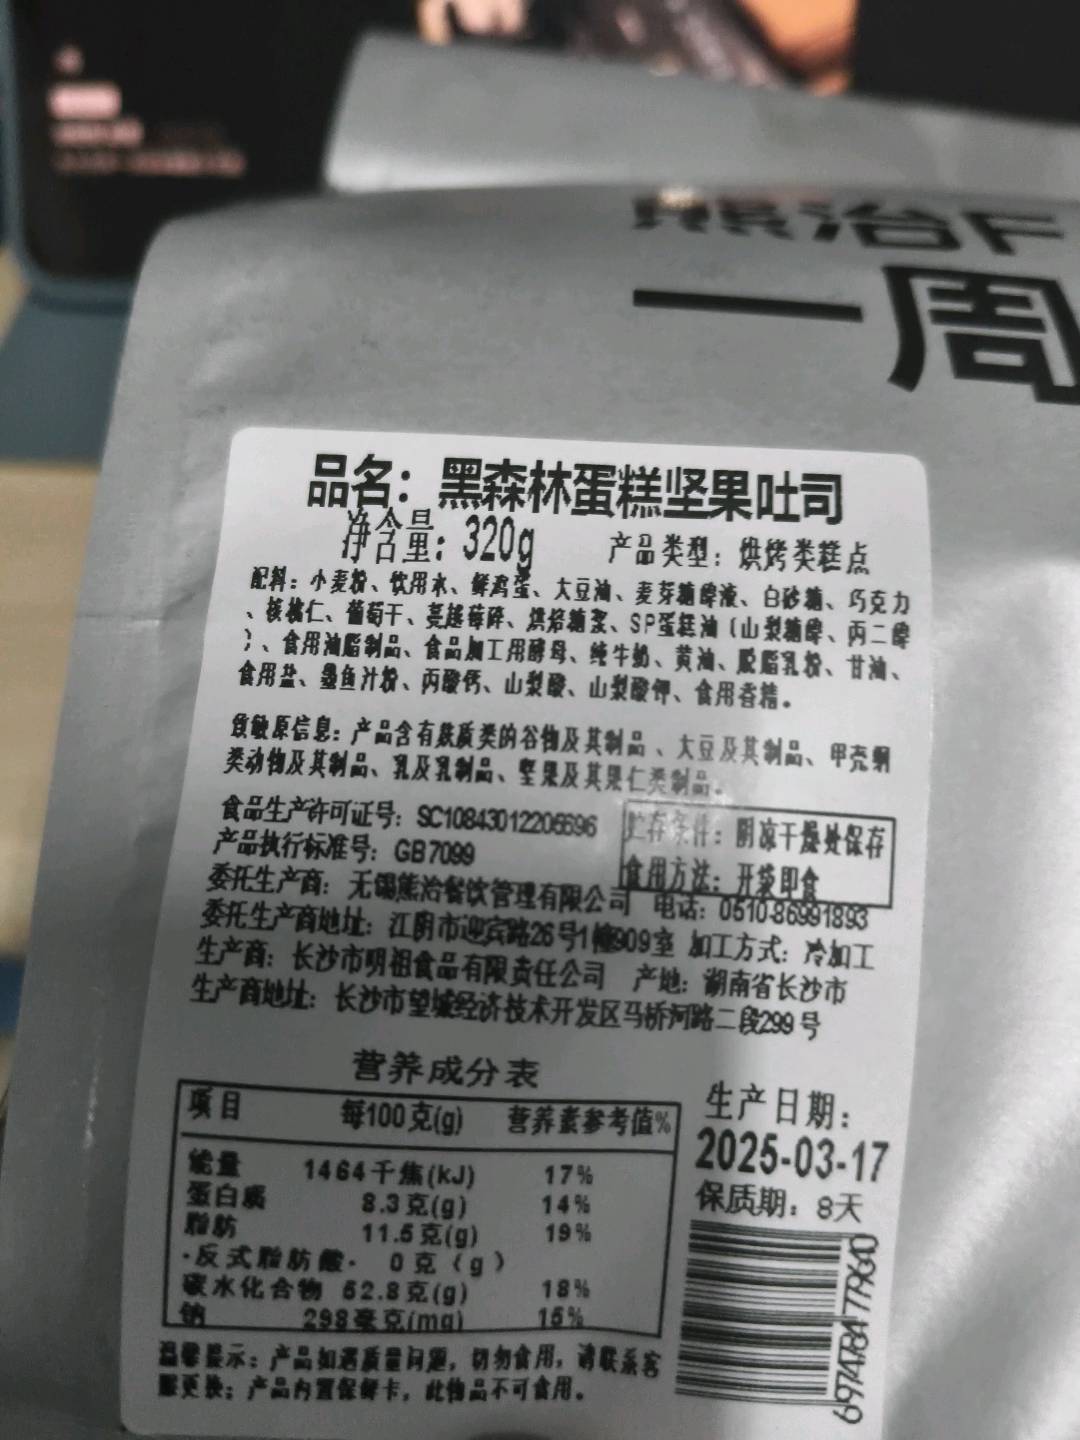 熊治F
一周
品名：黑森林蛋糕坚果吐司
净含量：320g 产品类型：烘烤类糕点
配料：小麦粉、饮用水、鲜鸡蛋、大豆油、麦芽糖醇液、白砂糖、巧克力
、核桃仁、葡萄干、蔓越莓碎、烘焙糖浆、SP蛋糕油（山梨糖醇、丙二醇
）、食用油脂制品、食品加工用酵母、纯牛奶、黄油、脱脂乳粉、甘油、
食用盐、墨鱼汁粉、丙酸钙、山梨酸、山梨酸钾、食用香精。
致敏原信息：产品含有麸质类的谷物及其制品、大豆及其制品、甲壳纲
类动物及其制品、乳及乳制品、坚果及其果仁类制品。
食品生产许可证号：SC10843012206696
贮存条件：阴凉干燥处保存
产品执行标准号：GB7099
食用方法：开袋即食
委托生产商：无锡熊治餐饮管理有限公司 电话：0510-86991893
委托生产商地址：江阴市迎宾路26号1幢909室 加工方式：冷加工
生产商：长沙市明祖食品有限责任公司 产地：湖南省长沙市
生产商地址：长沙市望城经济技术开发区马桥河路二段299号
营养成分表
项目 每100克(g) 营养素参考值%
能量 1464千焦(kJ) 17%
蛋白质 8.3克(g) 14%
脂肪 11.5克(g) 19%
-反式脂肪酸- 0克（g）
碳水化合物 52.8克(g) 18%
钠 298毫克(mg) 15%
生产日期：
2025-03-17
保质期：8天
温馨提示：产品如遇质量问题，切勿食用，请联系客
服更换；产品内置保鲜卡，此物品不可食用。